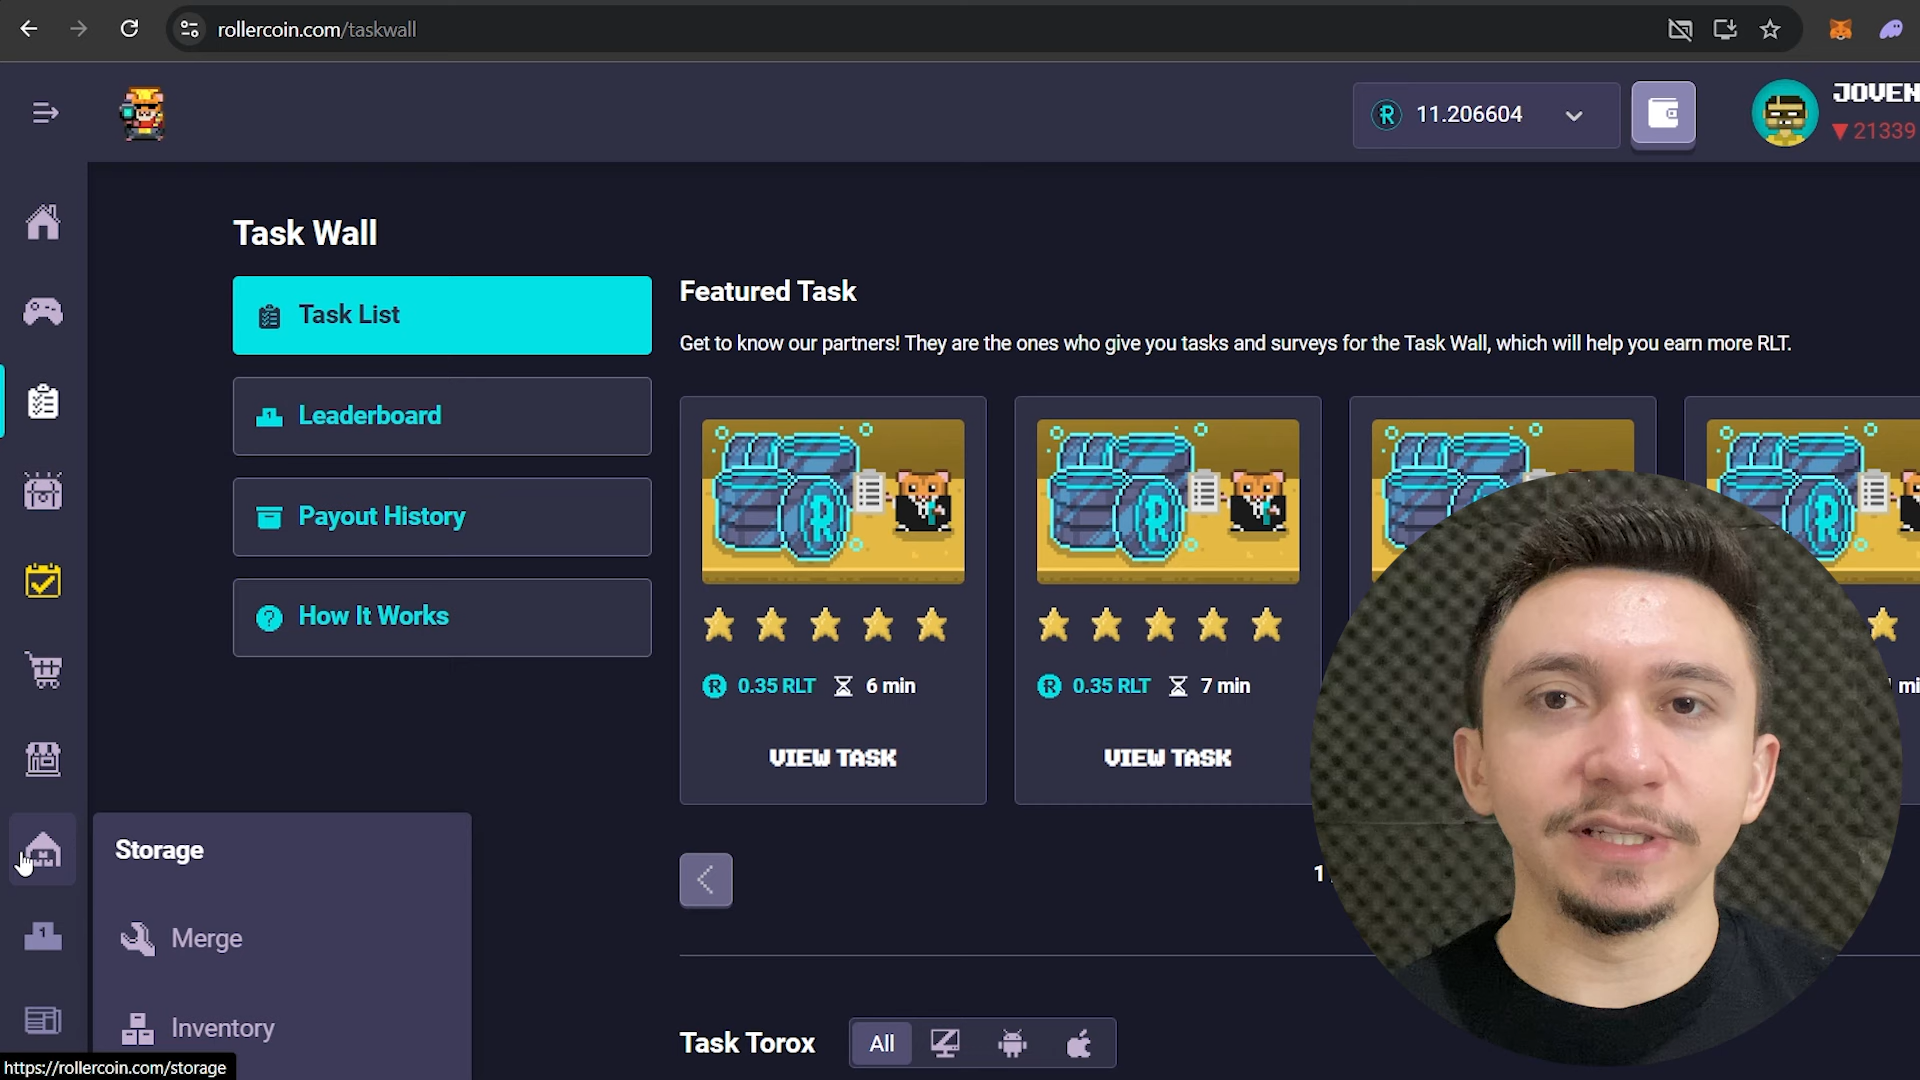 rollercoin.com/taskwall
11.206604
JOVEN
21339
Task Wall
Task List
Leaderboard
Payout History
How It Works
Featured Task
Get to know our partners! They are the ones who give you tasks and surveys for the Task Wall, which will help you earn more RLT.
0.35 RLT 6 min
VIEW TASK
0.35 RLT 7 min
VIEW TASK
Storage
Merge
Inventory
1
Task Torox
All
https://rollercoin.com/storage